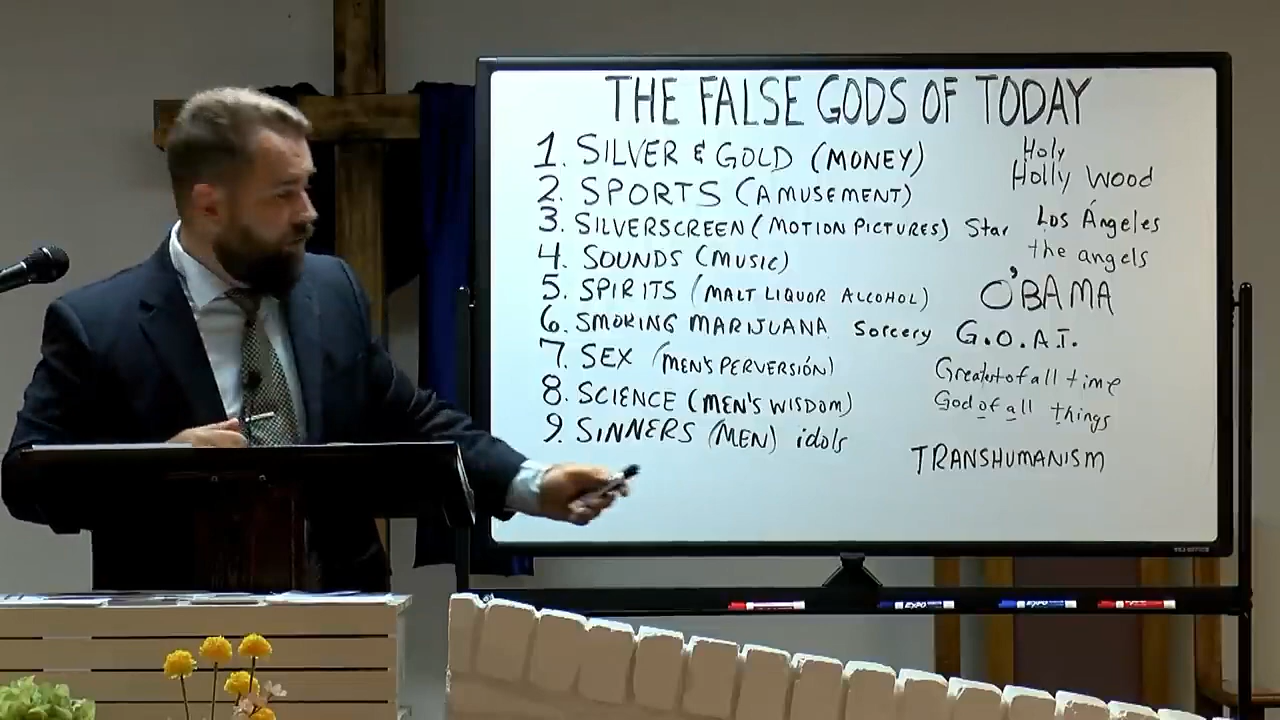 THE FALSE GODS OF TODAY
1. SILVER & GOLD (MONEY)
2. SPORTS (AMUSEMENT)
3. SILVERSCREEN (MOTION PICTURES) Star
4. SOUNDS (MUSIC)
5. SPIRITS (MALT LIQUOR ALCOHOL)
6. SMOKING MARIJUANA Sorcery
7. SEX (MEN'S PERVERSIÓN)
8. SCIENCE (MEN'S WISDOM)
9. SINNERS (MEN) idols
Holy
Holly Wood
Los Ángeles
the angels
O'BAMA
G.O.A.T.
Greatest of all time
God of all things
TRANSHUMANISM
EXPO
EXPO
EXPO